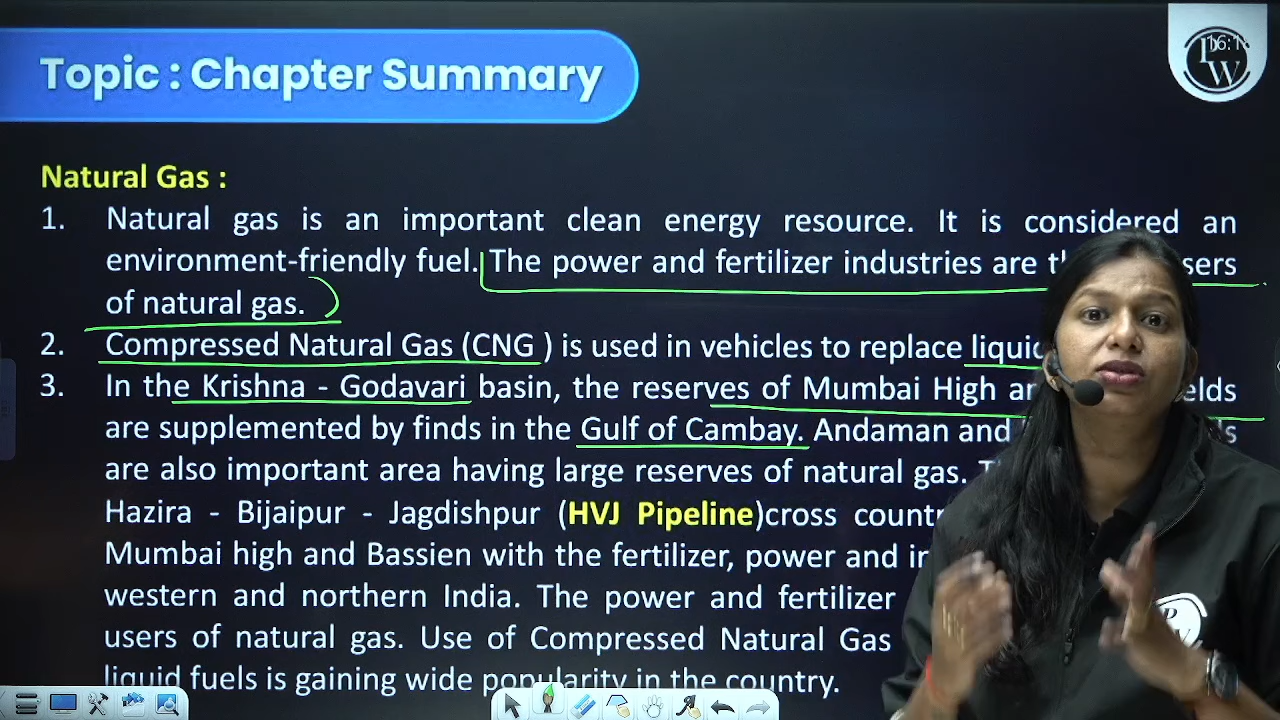 Topic : Chapter Summary
16:1
PW
Natural Gas :
1. Natural gas is an important clean energy resource. It is considered an
environment-friendly fuel. The power and fertilizer industries are
of natural gas.
2. Compressed Natural Gas (CNG ) is used in vehicles to replace
3. In the Krishna - Godavari basin, the reserves of Mumbai High
are supplemented by finds in the Gulf of Cambay. Andaman and
are also important area having large reserves of natural gas.
Hazira - Bijaipur - Jagdishpur (HVJ Pipeline)cross
Mumbai high and Bassien with the fertilizer, power and
western and northern India. The power and fertilizer
users of natural gas. Use of Compressed Natural Gas
liquid fuels is gaining wide popularity in the country.